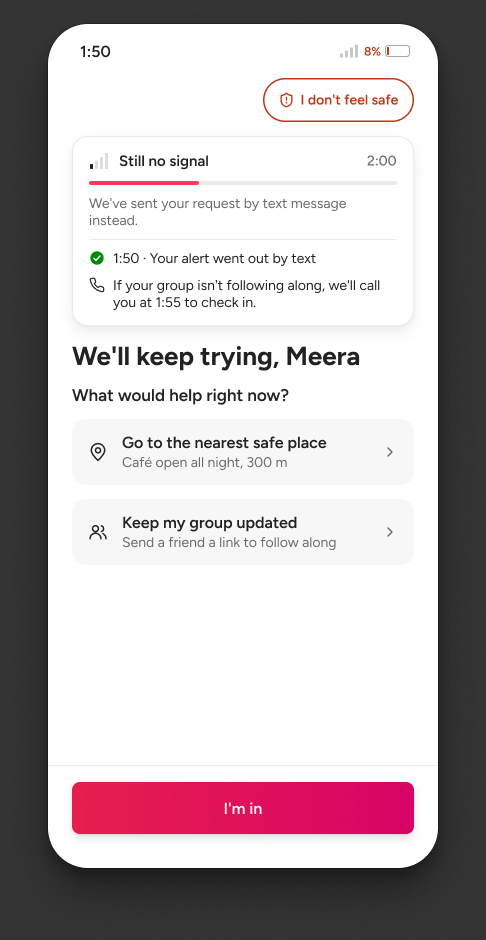 1:50
8%
I don't feel safe
Still no signal
2:00
We've sent your request by text message
instead.
1:50 · Your alert went out by text
If your group isn't following along, we'll call
you at 1:55 to check in.
We'll keep trying, Meera
What would help right now?
Go to the nearest safe place
Café open all night, 300 m
Keep my group updated
Send a friend a link to follow along
I'm in